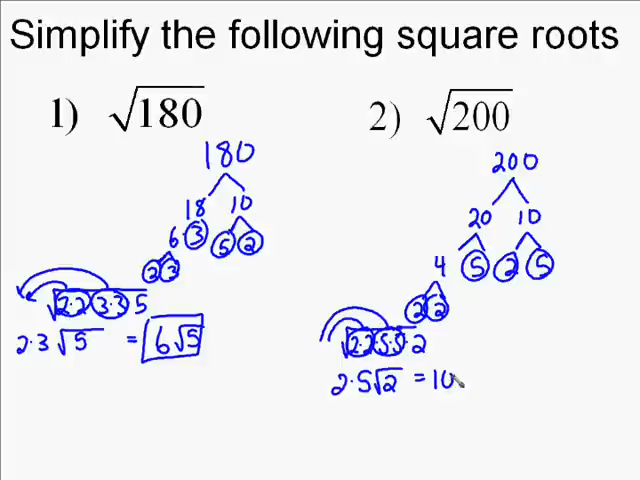 Simplify the following square roots
1) √180
180
18 10
6 3 5 2
2 3
√2·2 3·3 5
2·3 √5 = 6√5
2) √200
200
20 10
4 5 2 5
2 2
√2·2·5·5·2
2·5√2 = 10